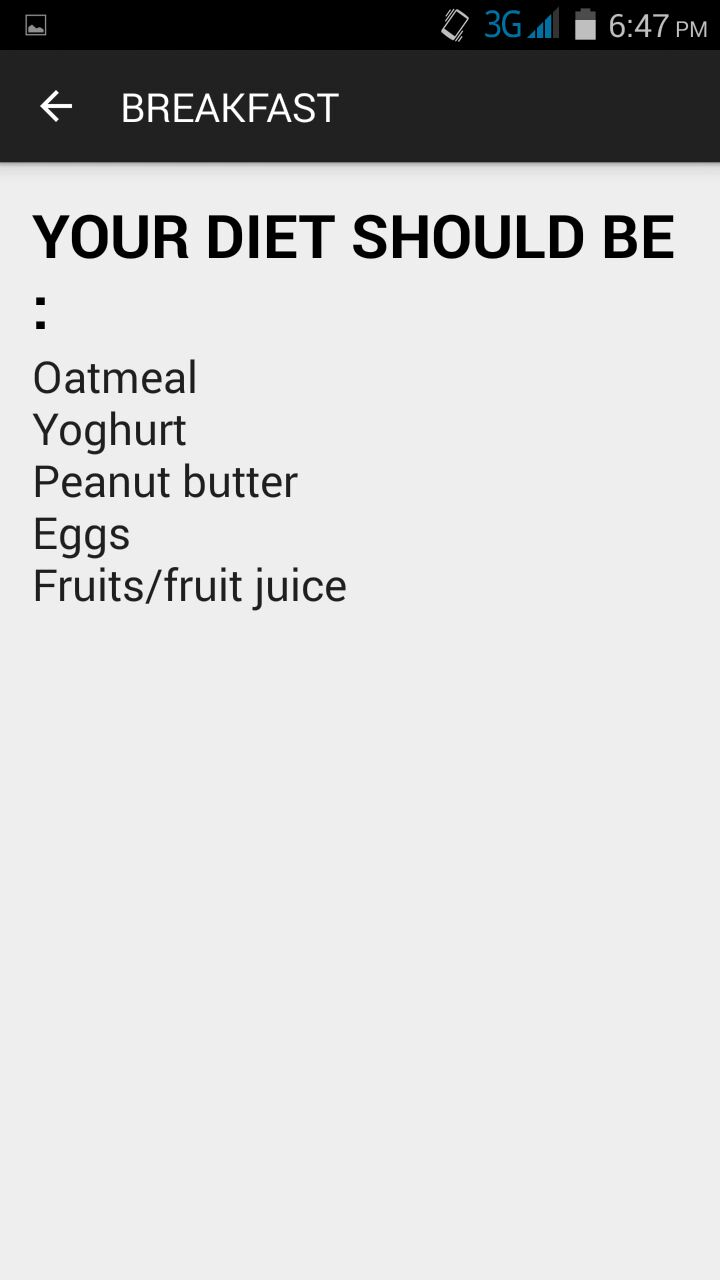 3G 6:47 PM
BREAKFAST
YOUR DIET SHOULD BE
:
Oatmeal
Yoghurt
Peanut butter
Eggs
Fruits/fruit juice